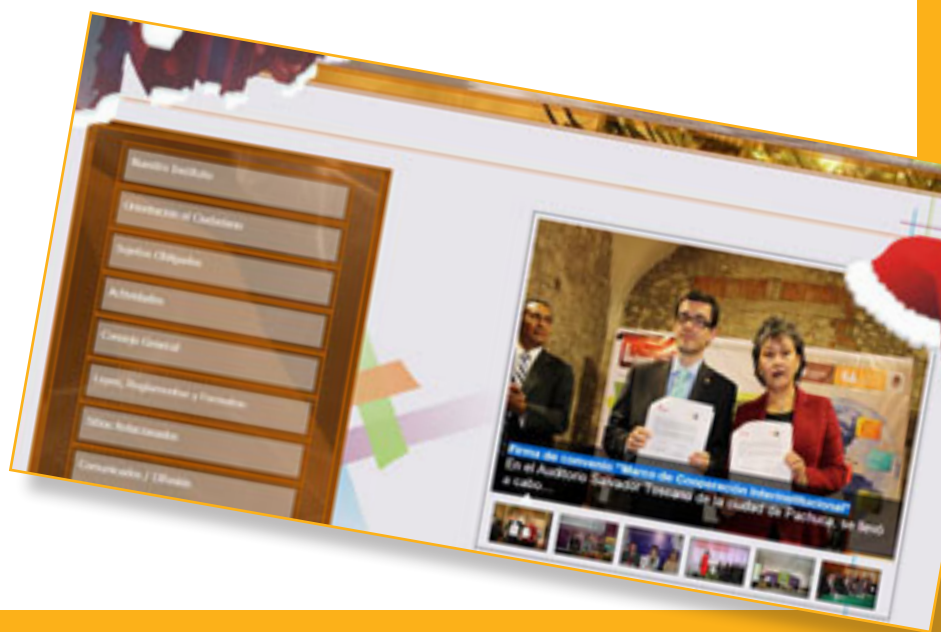 Nuestro Instituto
Orientación al Ciudadano
Sujetos Obligados
Actividades
Consejo General
Leyes, Reglamentos y Formatos
Sitios Relacionados
Comunicados / Difusión
Firma de convenio "Marco de Cooperación Interinstitucional"
En el Auditorio Salvador Toscano de la ciudad de Pachuca, se llevó
a cabo...